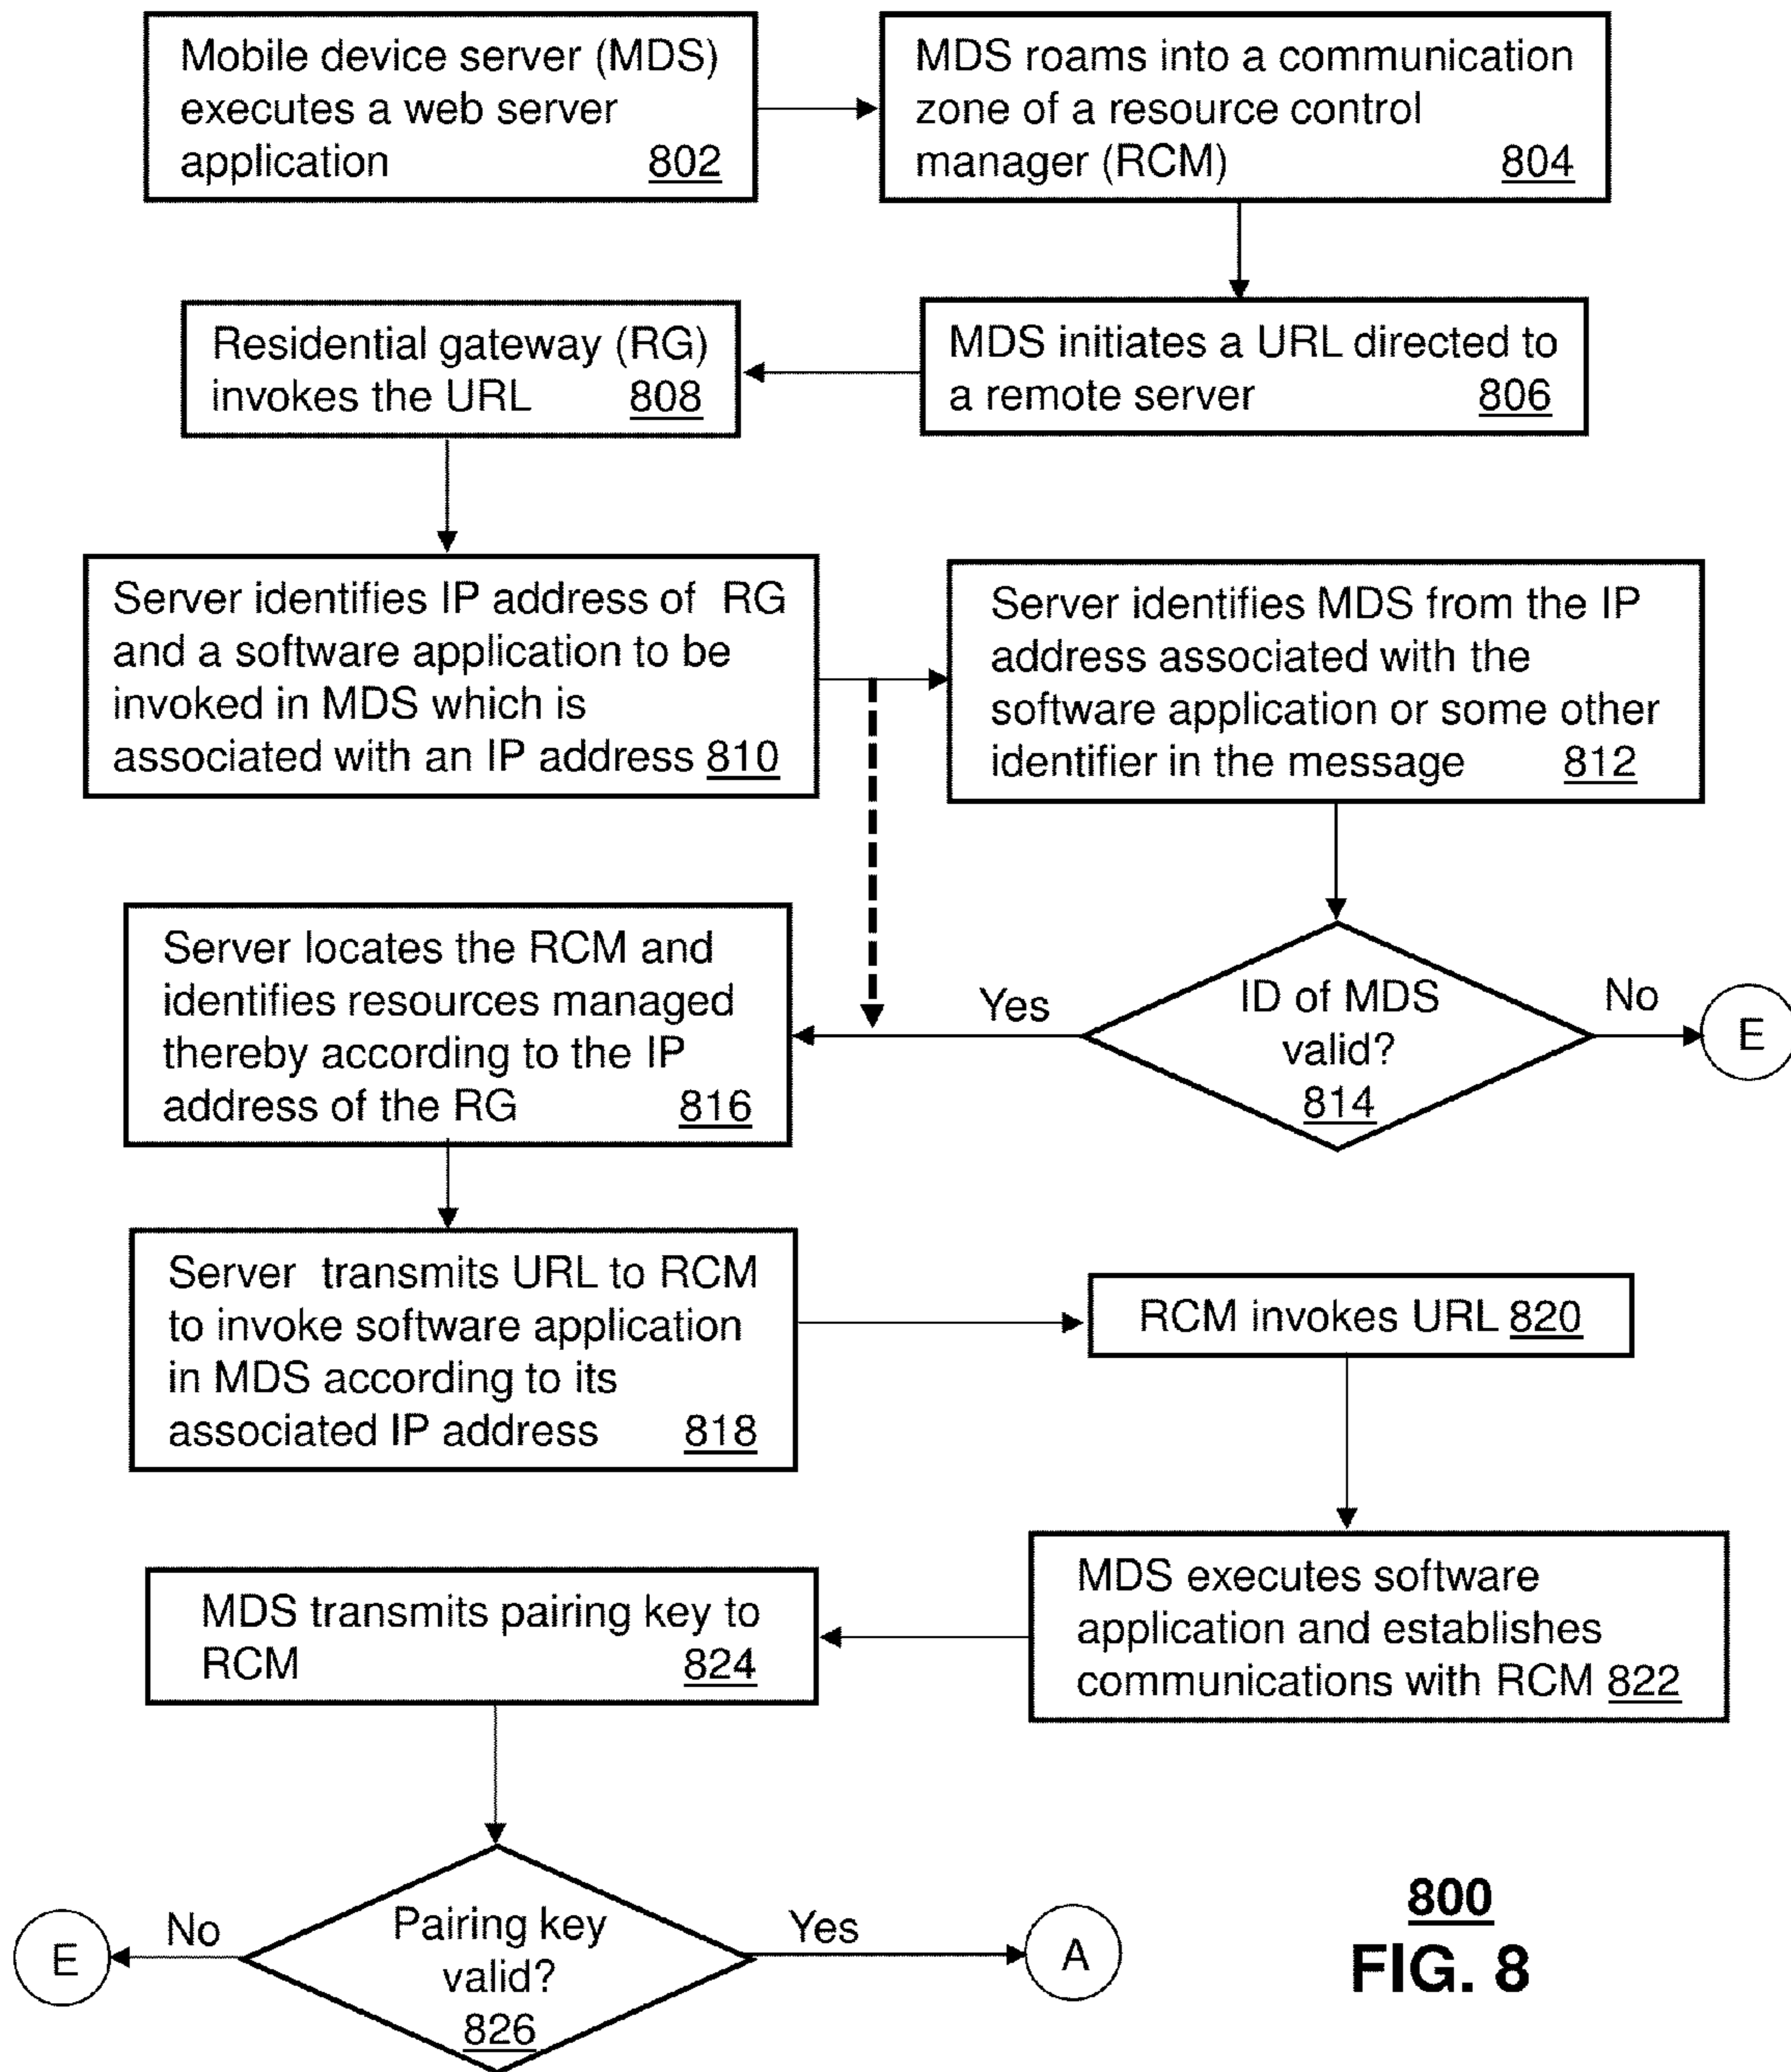 Mobile device server (MDS)
executes a web server
application 802
MDS roams into a communication
zone of a resource control
manager (RCM) 804
MDS initiates a URL directed to
a remote server 806
Residential gateway (RG)
invokes the URL 808
Server identifies IP address of RG
and a software application to be
invoked in MDS which is
associated with an IP address 810
Server identifies MDS from the IP
address associated with the
software application or some other
identifier in the message 812
ID of MDS
valid?
814
No
E
Yes
Server locates the RCM and
identifies resources managed
thereby according to the IP
address of the RG 816
Server transmits URL to RCM
to invoke software application
in MDS according to its
associated IP address 818
RCM invokes URL 820
MDS executes software
application and establishes
communications with RCM 822
MDS transmits pairing key to
RCM 824
Pairing key
valid?
826
No
E
Yes
A
800
FIG. 8